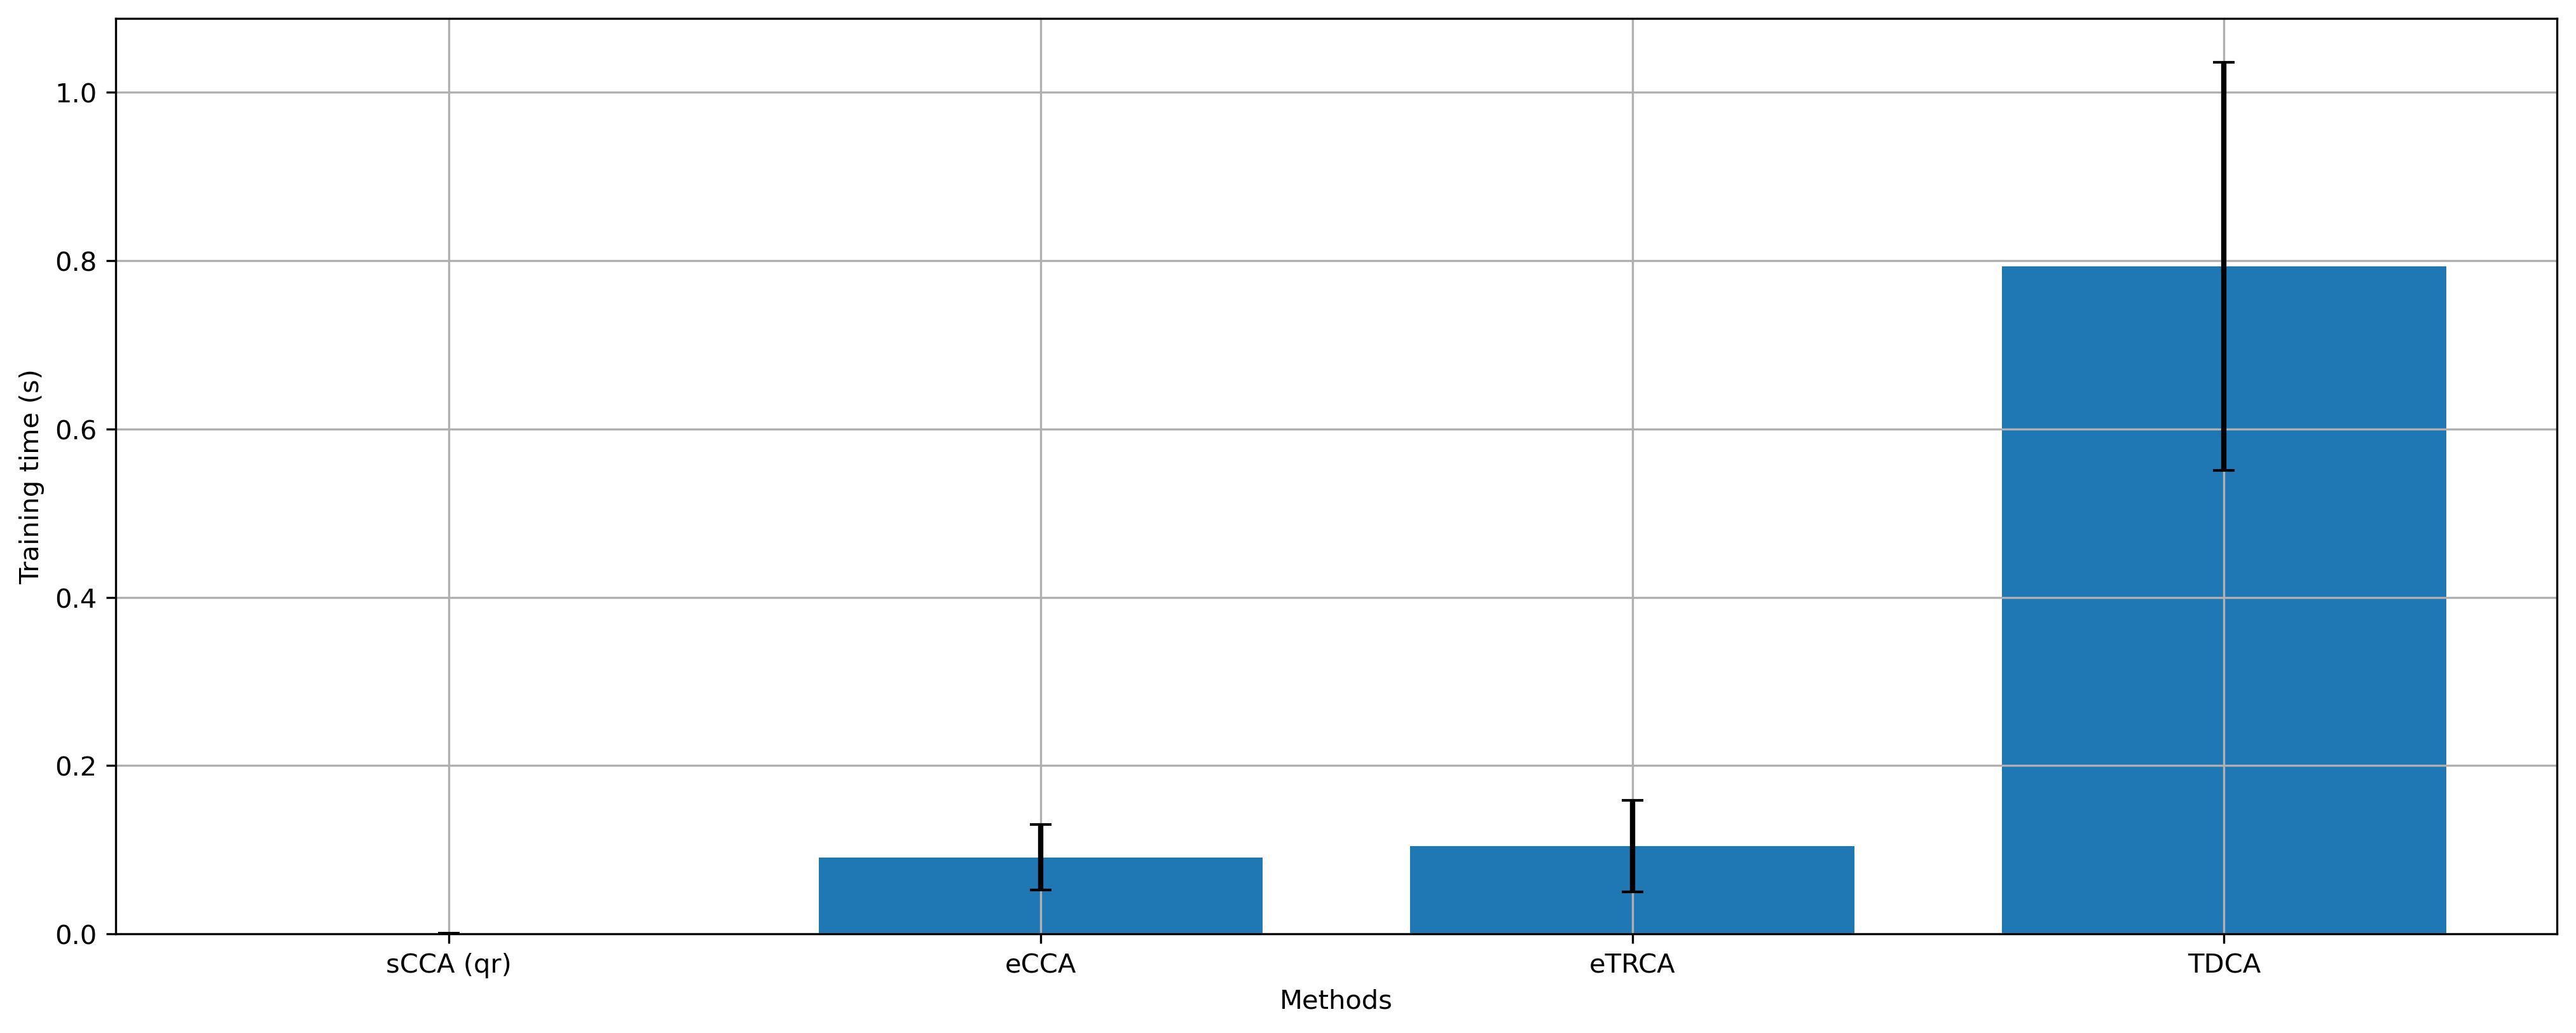 Training time (s)
1.0
0.8
0.6
0.4
0.2
0.0
sCCA (qr)
eCCA
eTRCA
TDCA
Methods